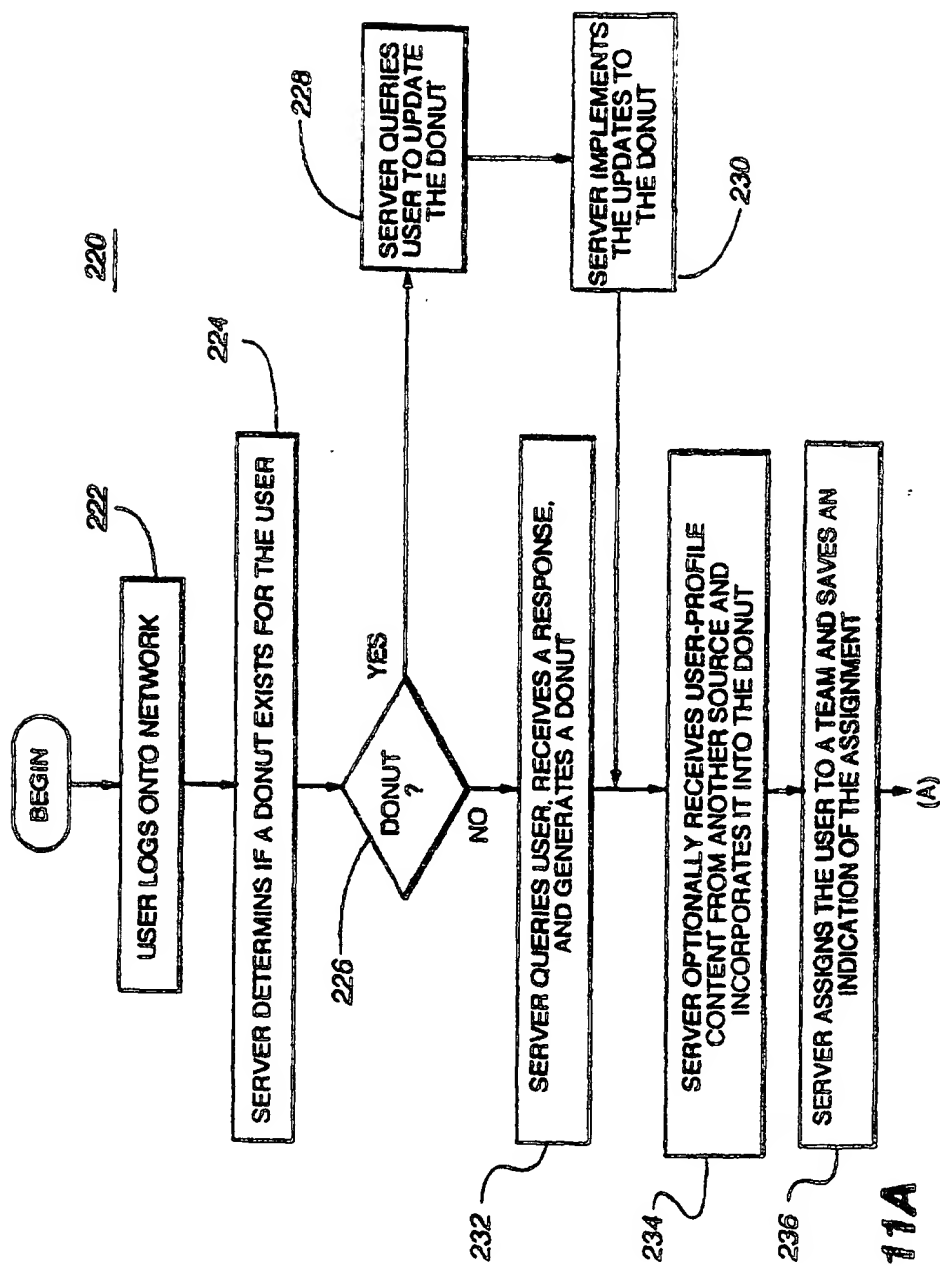 220
BEGIN
222
USER LOGS ONTO NETWORK
224
SERVER DETERMINS IF A DONUT EXISTS FOR THE USER
226
DONUT
?
YES
NO
228
SERVER QUERIES
USER TO UPDATE
THE DONUT
SERVER IMPLEMENTS
THE UPDATES TO
THE DONUT
230
232
SERVER QUERIES USER, RECEIVES A RESPONSE,
AND GENERATES A DONUT
234
SERVER OPTIONALLY RECEIVES USER-PROFILE
CONTENT FROM ANOTHER SOURCE AND
INCORPORATES IT INTO THE DONUT
236
SERVER ASSIGNS THE USER TO A TEAM AND SAVES AN
INDICATION OF THE ASSIGNMENT
(A)
11A